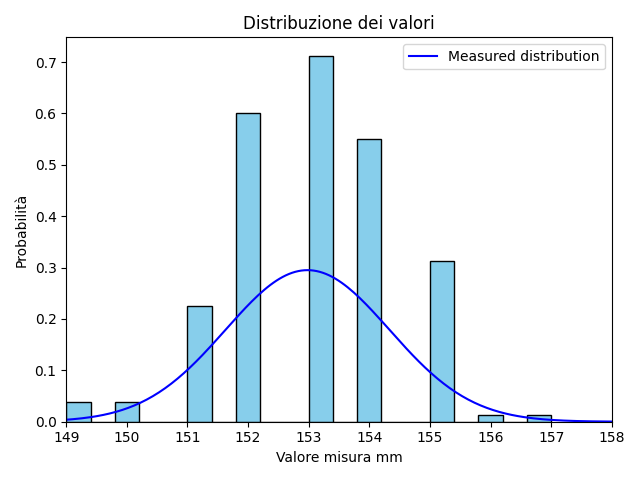 Distribuzione dei valori
Measured distribution
Probabilità
0.7
0.6
0.5
0.4
0.3
0.2
0.1
0.0
149 150 151 152 153 154 155 156 157 158
Valore misura mm